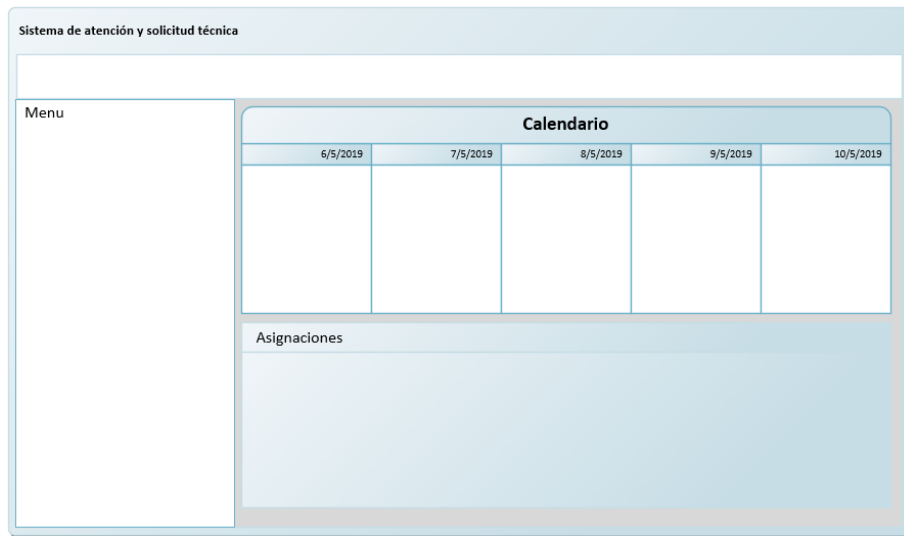 Sistema de atención y solicitud técnica
Menu
Calendario
6/5/2019 7/5/2019 8/5/2019 9/5/2019 10/5/2019
Asignaciones